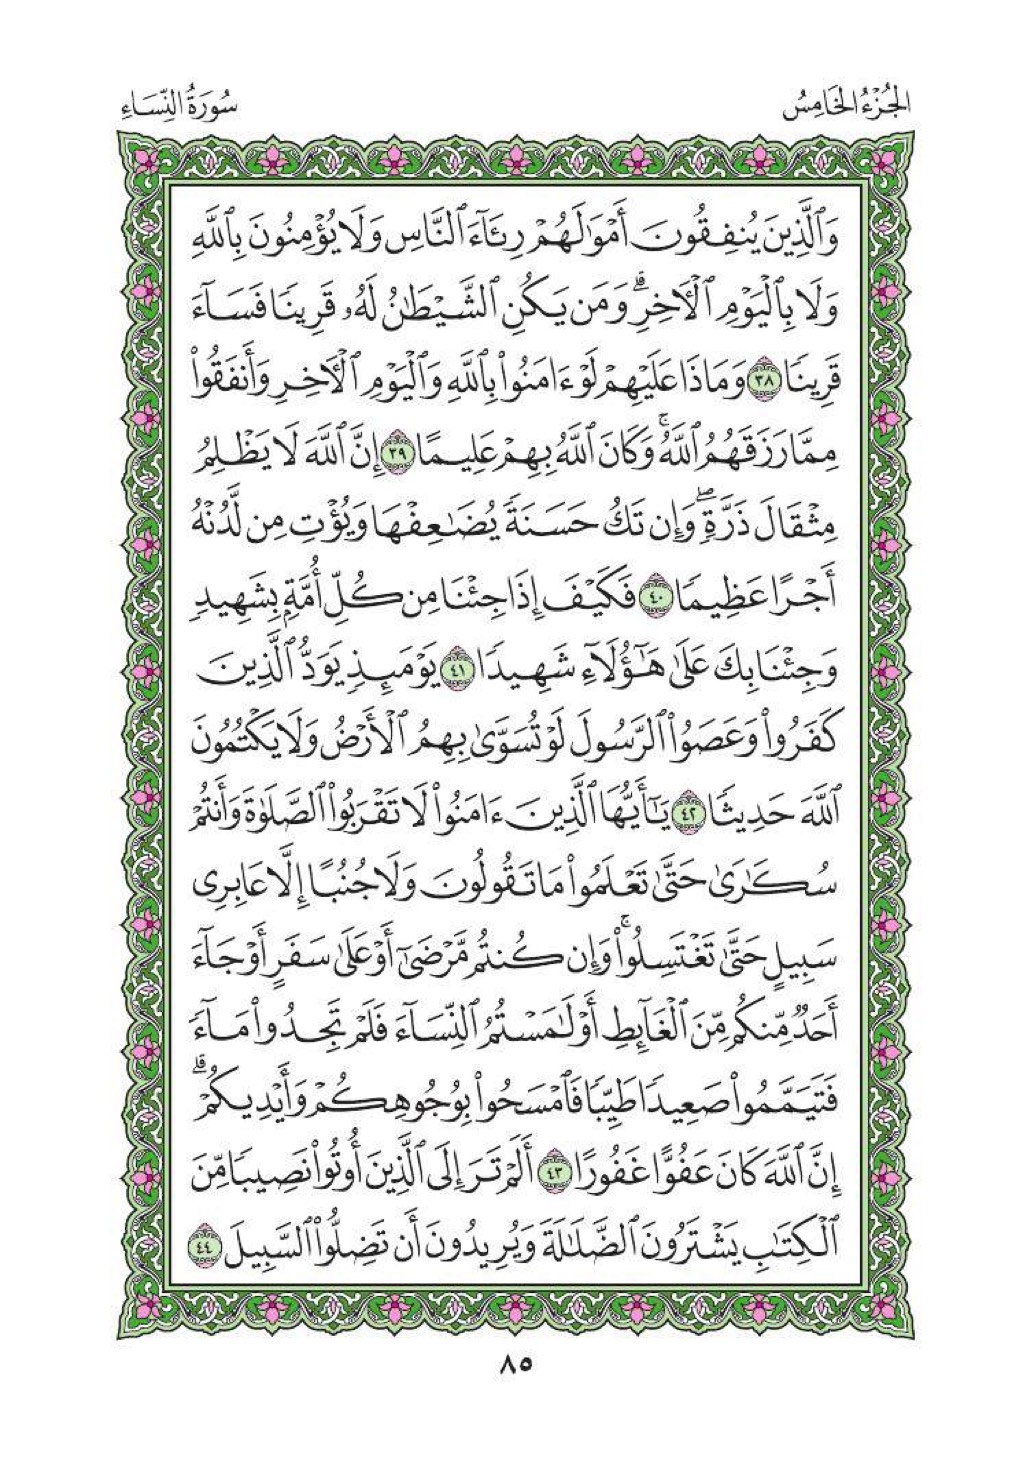 الجُزْءُ الخَامِسُ
سُورَةُ النِّسَاءِ
وَٱلَّذِينَ يُنفِقُونَ أَمْوَٰلَهُمْ رِئَآءَ ٱلنَّاسِ وَلَا يُؤْمِنُونَ بِٱللَّهِ
وَلَا بِٱلْيَوْمِ ٱلْأٓخِرِۗ وَمَن يَكُنِ ٱلشَّيْطَٰنُ لَهُۥ قَرِينٗا فَسَآءَ
قَرِينٗا ٣٨ وَمَاذَا عَلَيْهِمْ لَوْ ءَامَنُوا۟ بِٱللَّهِ وَٱلْيَوْمِ ٱلْأٓخِرِ وَأَنفَقُوا۟
مِمَّا رَزَقَهُمُ ٱللَّهُۚ وَكَانَ ٱللَّهُ بِهِمْ عَلِيمًا ٣٩ إِنَّ ٱللَّهَ لَا يَظْلِمُ
مِثْقَالَ ذَرَّةٖۖ وَإِن تَكُ حَسَنَةٗ يُضَٰعِفْهَا وَيُؤْتِ مِن لَّدُنْهُ
أَجْرًا عَظِيمٗا ٤٠ فَكَيْفَ إِذَا جِئْنَا مِن كُلِّ أُمَّةِۭ بِشَهِيدٖ
وَجِئْنَا بِكَ عَلَىٰ هَٰٓؤُلَآءِ شَهِيدٗا ٤١ يَوْمَئِذٖ يَوَدُّ ٱلَّذِينَ
كَفَرُوا۟ وَعَصَوُا۟ ٱلرَّسُولَ لَوْ تُسَوَّىٰ بِهِمُ ٱلْأَرْضُ وَلَا يَكْتُمُونَ
ٱللَّهَ حَدِيثٗا ٤٢ يَٰٓأَيُّهَا ٱلَّذِينَ ءَامَنُوا۟ لَا تَقْرَبُوا۟ ٱلصَّلَوٰةَ وَأَنتُمْ
سُكَٰرَىٰ حَتَّىٰ تَعْلَمُوا۟ مَا تَقُولُونَ وَلَا جُنُبًا إِلَّا عَابِرِى
سَبِيلٍ حَتَّىٰ تَغْتَسِلُوا۟ۚ وَإِن كُنتُم مَّرْضَىٰٓ أَوْ عَلَىٰ سَفَرٍ أَوْ جَآءَ
أَحَدٞ مِّنكُم مِّنَ ٱلْغَآئِطِ أَوْ لَٰمَسْتُمُ ٱلنِّسَآءَ فَلَمْ تَجِدُوا۟ مَآءٗ
فَتَيَمَّمُوا۟ صَعِيدٗا طَيِّبٗا فَٱمْسَحُوا۟ بِوُجُوهِكُمْ وَأَيْدِيكُمْۗ
إِنَّ ٱللَّهَ كَانَ عَفُوًّا غَفُورًا ٤٣ أَلَمْ تَرَ إِلَى ٱلَّذِينَ أُوتُوا۟ نَصِيبٗا مِّنَ
ٱلْكِتَٰبِ يَشْتَرُونَ ٱلضَّلَٰلَةَ وَيُرِيدُونَ أَن تَضِلُّوا۟ ٱلسَّبِيلَ ٤٤
٨٥